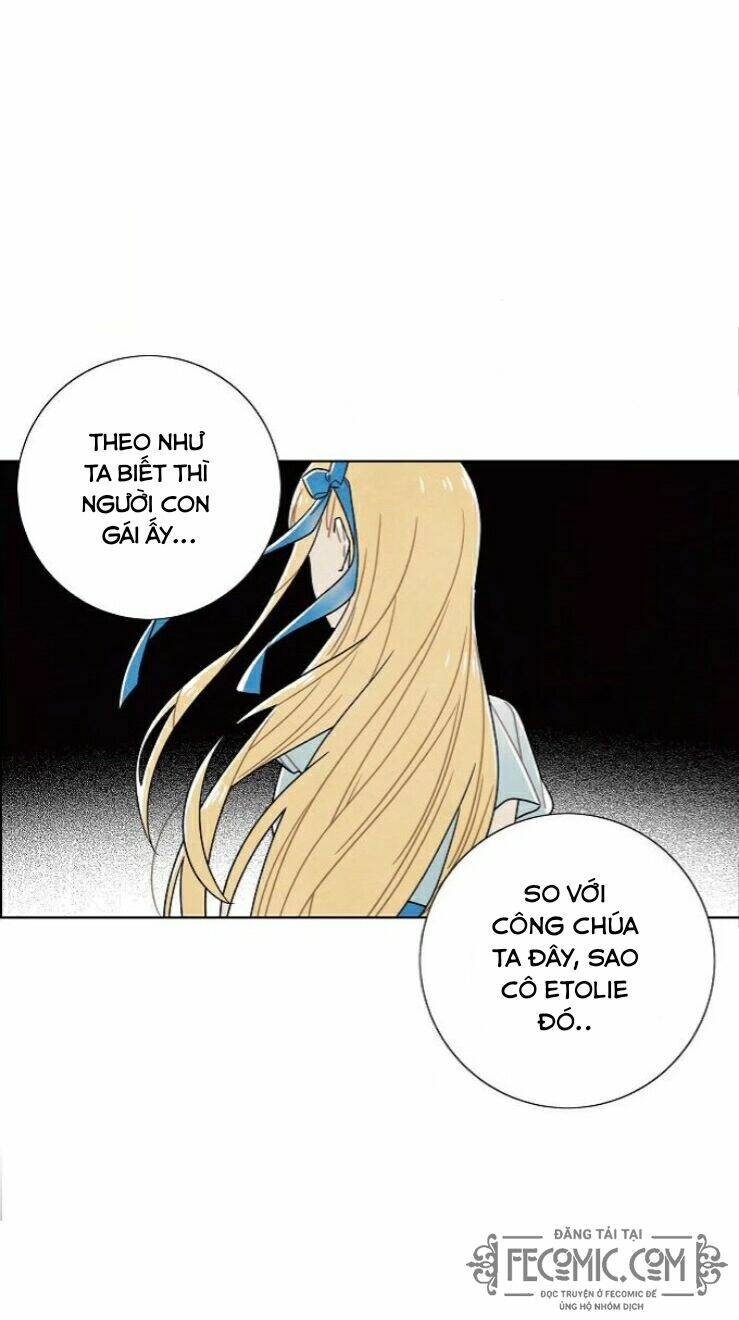 THEO NHƯ
TA BIẾT THÌ
NGƯỜI CON
GÁI ẤY...
SO VỚI
CÔNG CHÚA
TA ĐÂY, SAO
CÔ ETOLIE
ĐÓ..
ĐĂNG TẢI TẠI
FECOMIC.COM
ĐỌC TRUYỆN Ở FECOMIC ĐỂ
ỦNG HỘ NHÓM DỊCH